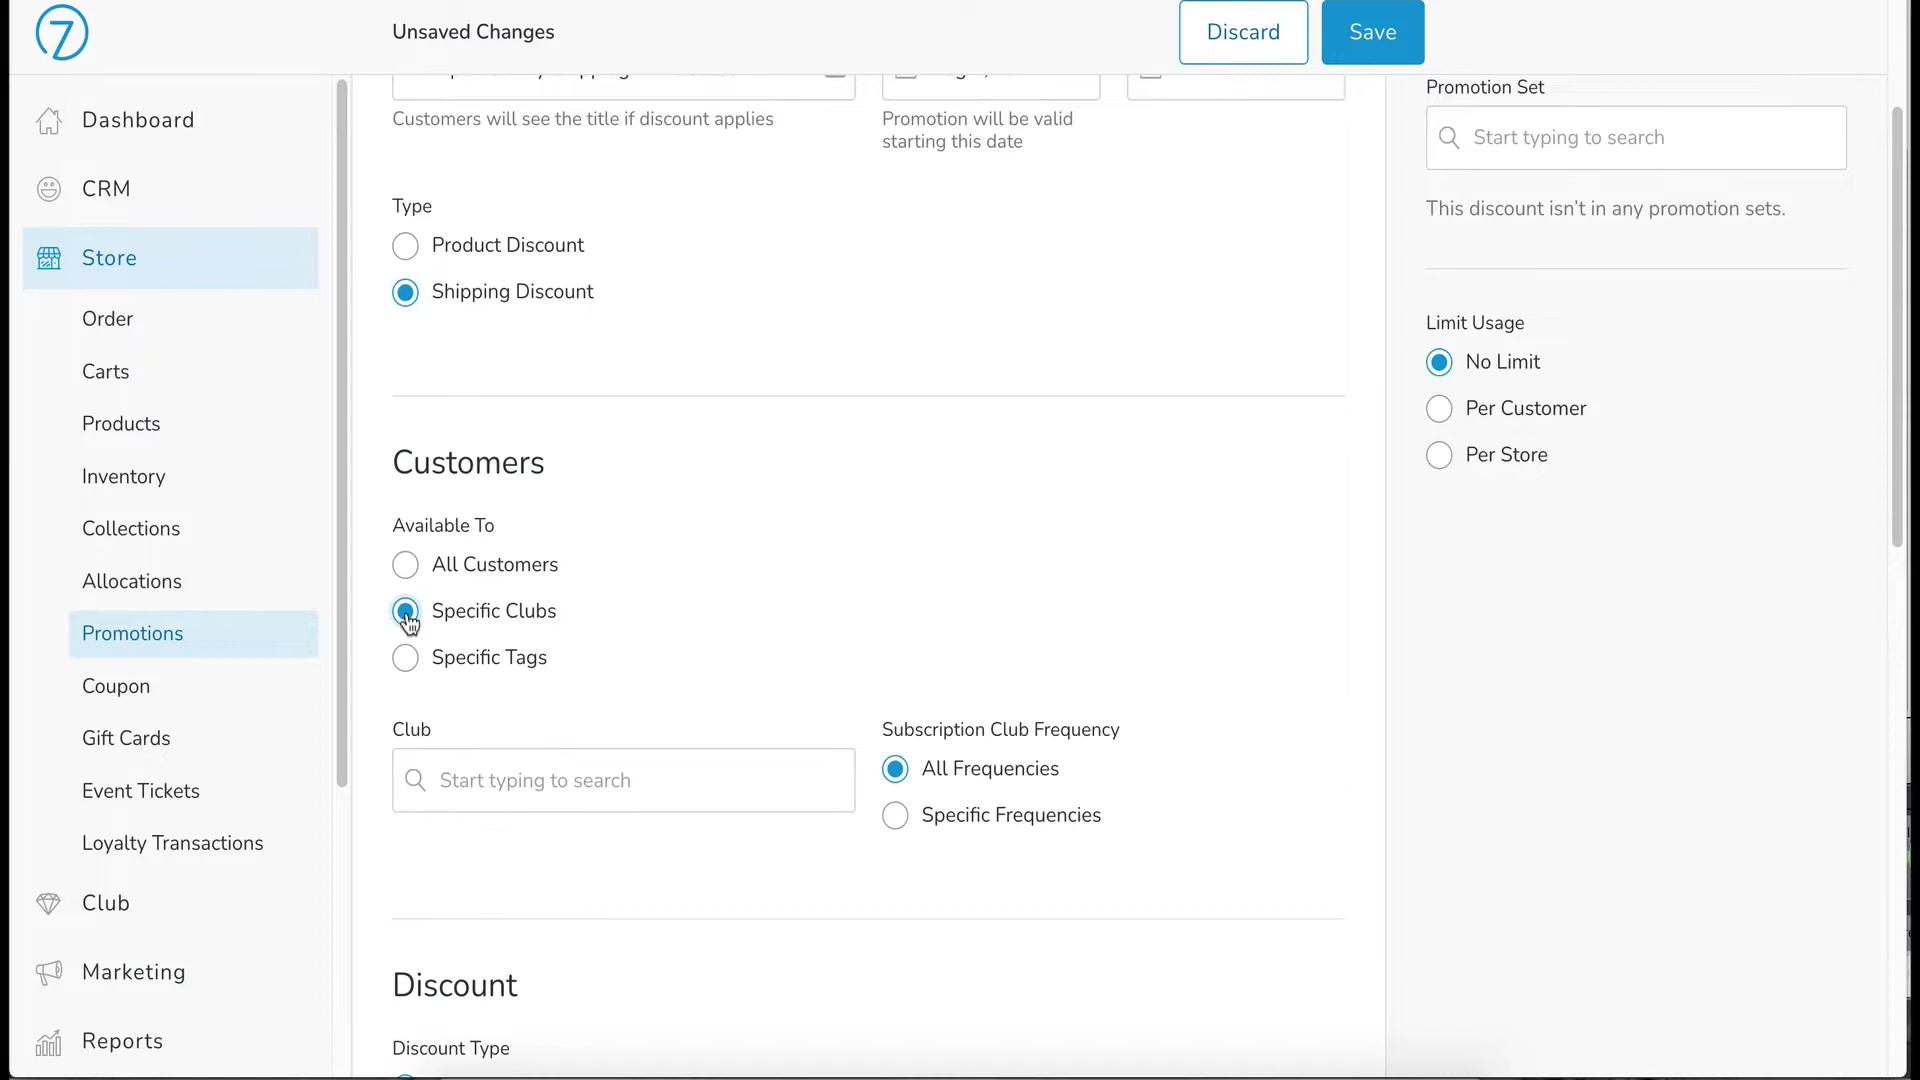 7
Unsaved Changes
Discard
Save
Dashboard
CRM
Store
Order
Carts
Products
Inventory
Collections
Allocations
Promotions
Coupon
Gift Cards
Event Tickets
Loyalty Transactions
Club
Marketing
Reports
Customers will see the title if discount applies
Promotion will be valid
starting this date
Type
Product Discount
Shipping Discount
Customers
Available To
All Customers
Specific Clubs
Specific Tags
Club
Start typing to search
Subscription Club Frequency
All Frequencies
Specific Frequencies
Discount
Discount Type
Promotion Set
Start typing to search
This discount isn't in any promotion sets.
Limit Usage
No Limit
Per Customer
Per Store